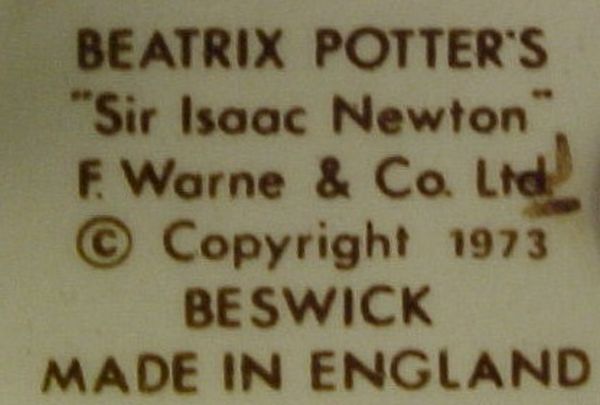 BEATRIX POTTER'S
"Sir Isaac Newton"
F. Warne & Co. Ltd
© Copyright 1973
BESWICK
MADE IN ENGLAND